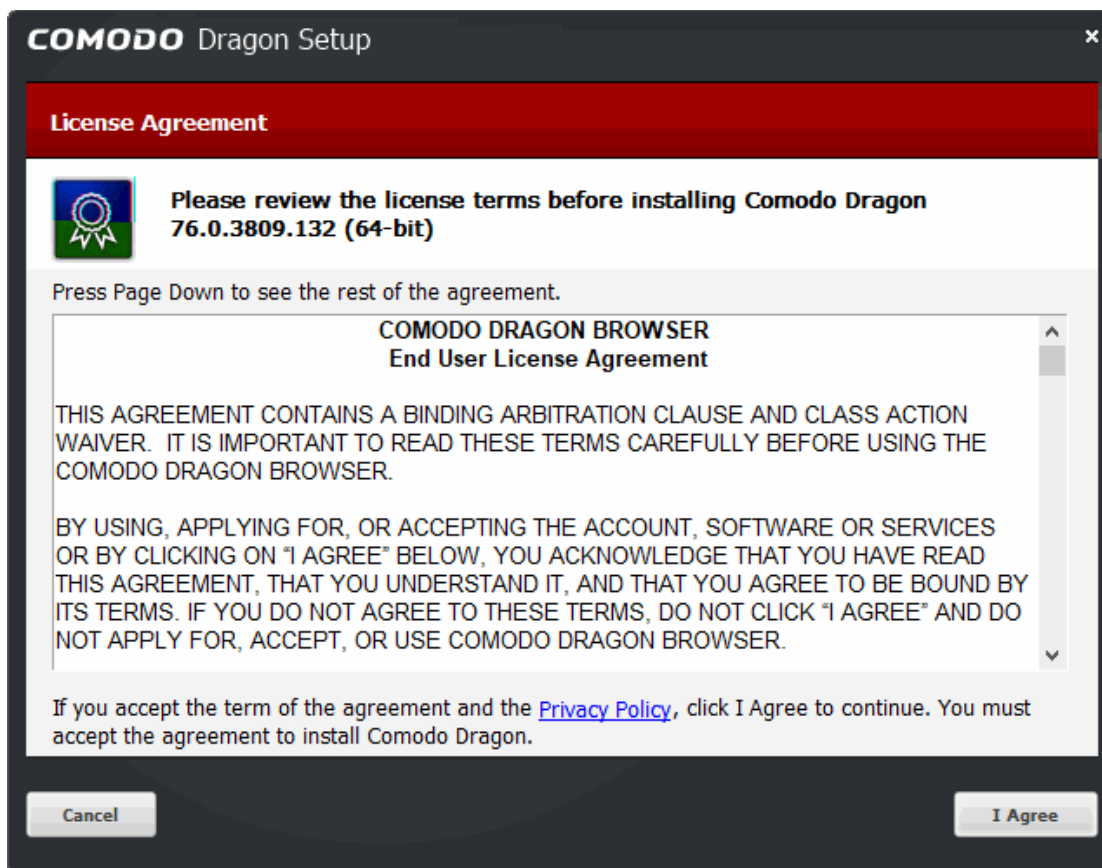 COMODO Dragon Setup
License Agreement
Please review the license terms before installing Comodo Dragon
76.0.3809.132 (64-bit)
Press Page Down to see the rest of the agreement.
COMODO DRAGON BROWSER
End User License Agreement
THIS AGREEMENT CONTAINS A BINDING ARBITRATION CLAUSE AND CLASS ACTION
WAIVER.  IT IS IMPORTANT TO READ THESE TERMS CAREFULLY BEFORE USING THE
COMODO DRAGON BROWSER.
BY USING, APPLYING FOR, OR ACCEPTING THE ACCOUNT, SOFTWARE OR SERVICES
OR BY CLICKING ON “I AGREE” BELOW, YOU ACKNOWLEDGE THAT YOU HAVE READ
THIS AGREEMENT, THAT YOU UNDERSTAND IT, AND THAT YOU AGREE TO BE BOUND BY
ITS TERMS. IF YOU DO NOT AGREE TO THESE TERMS, DO NOT CLICK “I AGREE” AND DO
NOT APPLY FOR, ACCEPT, OR USE COMODO DRAGON BROWSER.
If you accept the term of the agreement and the Privacy Policy, click I Agree to continue. You must
accept the agreement to install Comodo Dragon.
Cancel
I Agree